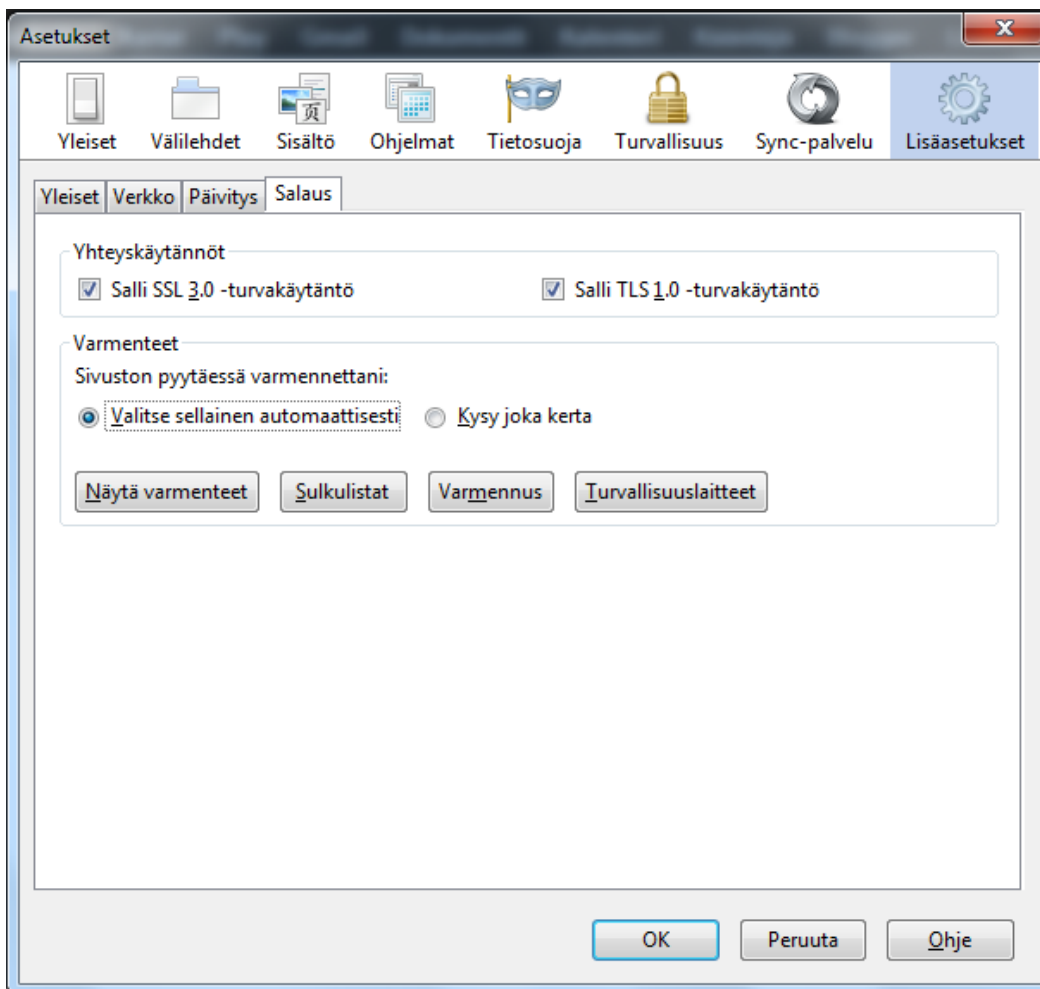 Asetukset
Yleiset Välilehdet Sisältö Ohjelmat Tietosuoja Turvallisuus Sync-palvelu Lisäasetukset
Yleiset Verkko Päivitys Salaus
Yhteyskäytännöt
Salli SSL 3.0 -turvakäytäntö Salli TLS 1.0 -turvakäytäntö
Varmenteet
Sivuston pyytäessä varmennettani:
Valitse sellainen automaattisesti Kysy joka kerta
Näytä varmenteet Sulkulistat Varmennus Turvallisuuslaitteet
OK Peruuta Ohje